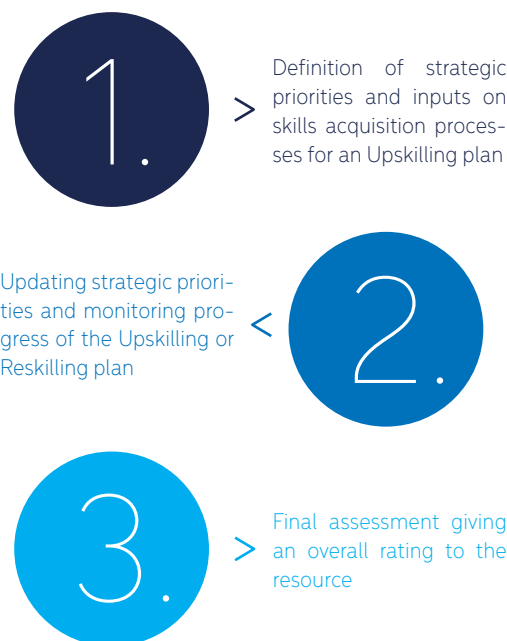 1.
>
Definition of strategic
priorities and inputs on
skills acquisition proces-
ses for an Upskilling plan
Updating strategic priori-
ties and monitoring pro-
gress of the Upskilling or
Reskilling plan
<
2.
3.
>
Final assessment giving
an overall rating to the
resource